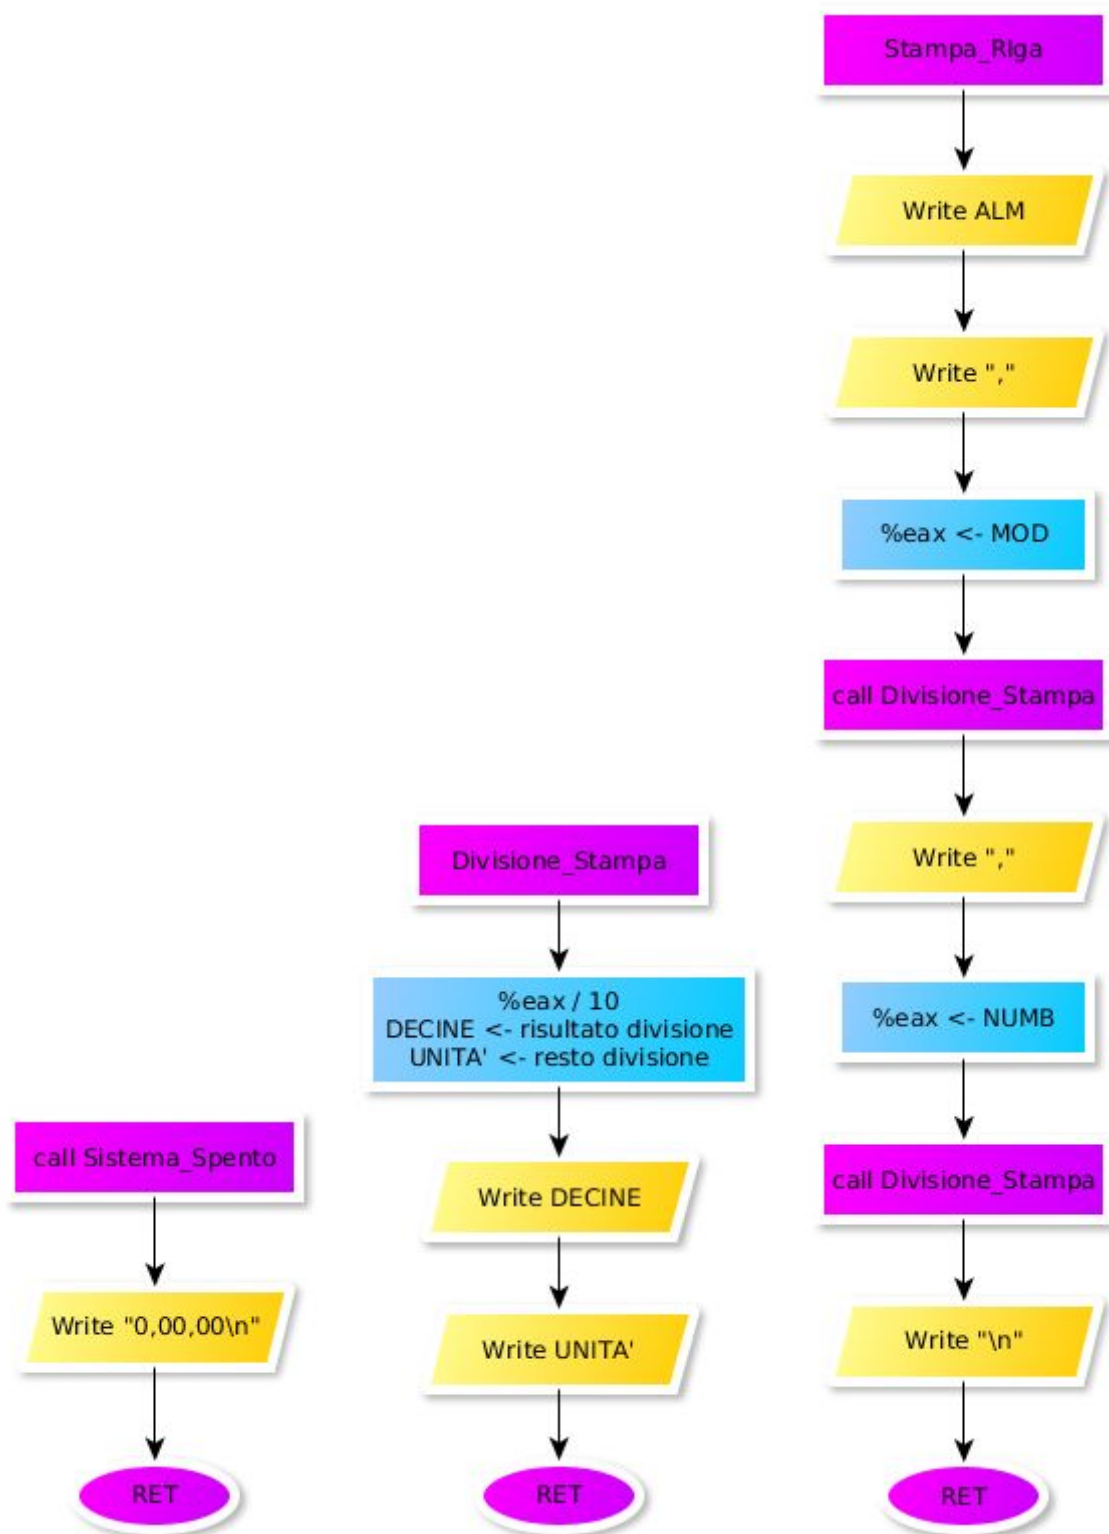 call Sistema_Spento
Write "0,00,00\n"
RET
Divisione_Stampa
%eax / 10
DECINE <- risultato divisione
UNITA' <- resto divisione
Write DECINE
Write UNITA'
RET
Stampa_RIga
Write ALM
Write ","
%eax <- MOD
call Divisione_Stampa
Write ","
%eax <- NUMB
call Divisione_Stampa
Write "\n"
RET